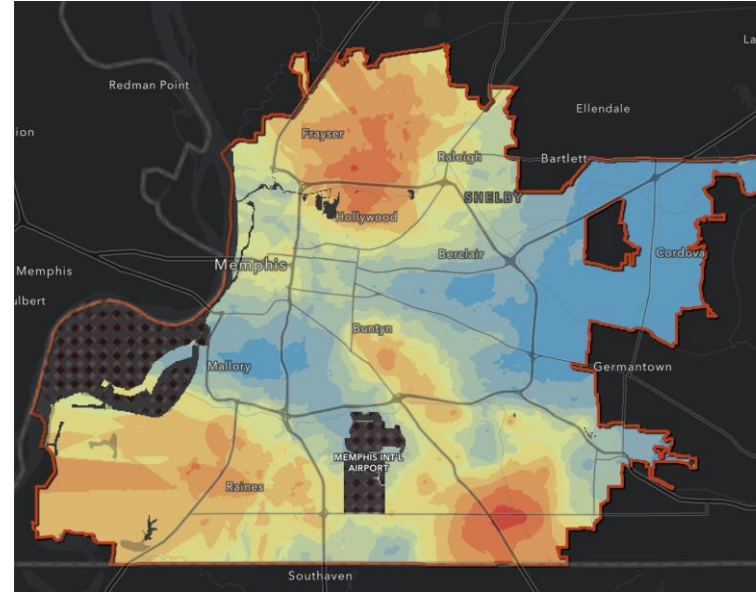 La
Redman Point
Ellendale
ion
Frayser
Raleigh
Bartlett
SHELBY
Hollywood
Berclair
Cordova
Memphis
Memphis
ulbert
Buntyn
Mallory
Germantown
MEMPHIS INT'L
AIRPORT
Raines
Southaven